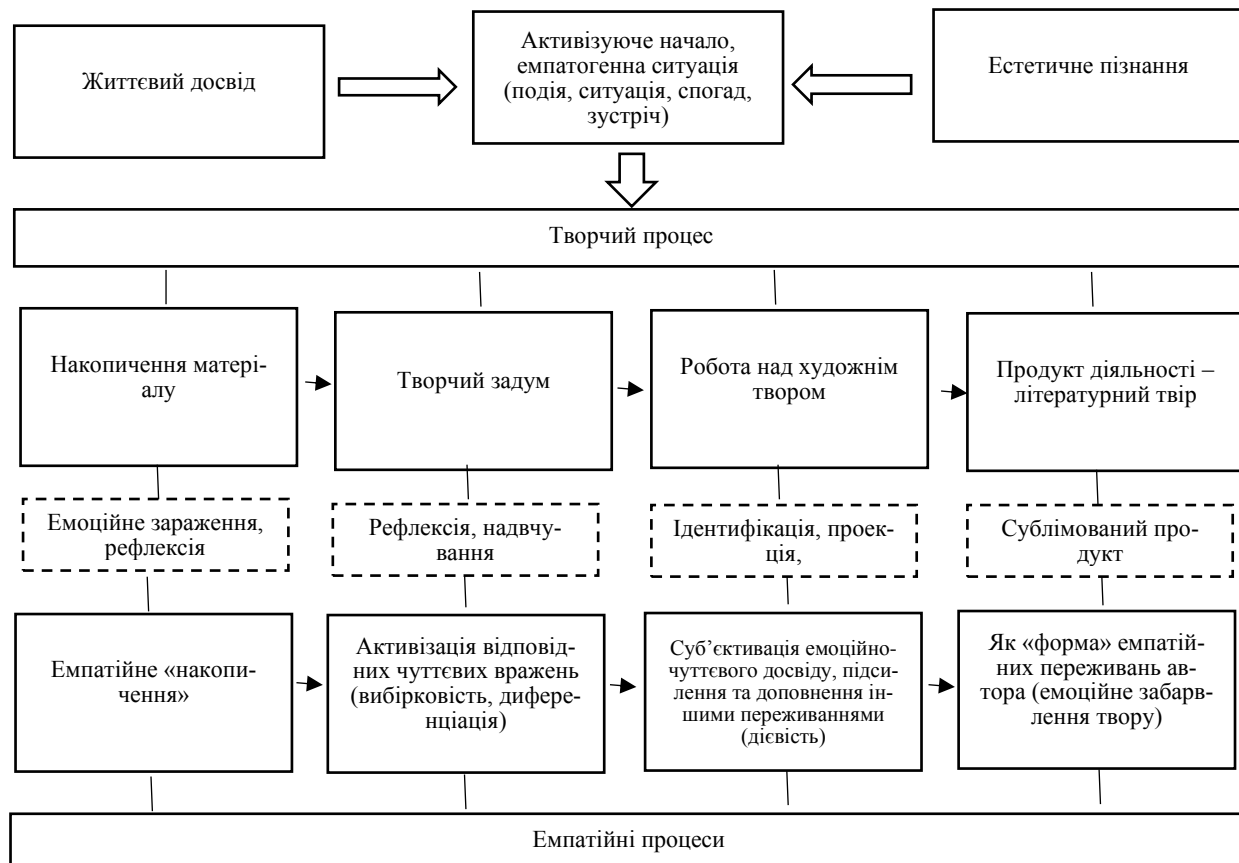 Життєвий досвід
Активізуюче начало,
емпатогенна ситуація
(подія, ситуація, спогад,
зустріч)
Естетичне пізнання
Творчий процес
Накопичення матері-
алу
Творчий задум
Робота над художнім
твором
Продукт діяльності –
літературний твір
Емоційне зараження,
рефлексія
Рефлексія, надвчу-
вання
Ідентифікація, проек-
ція,
Сублімований про-
дукт
Емпатійне «накопи-
чення»
Активізація відповід-
них чуттєвих вражень
(вибірковість, дифере-
нціація)
Суб’єктивація емоційно-
чуттєвого досвіду, підси-
лення та доповнення ін-
шими переживаннями
(дієвість)
Як «форма» емпатій-
них переживань ав-
тора (емоційне забарв-
лення твору)
Емпатійні процеси